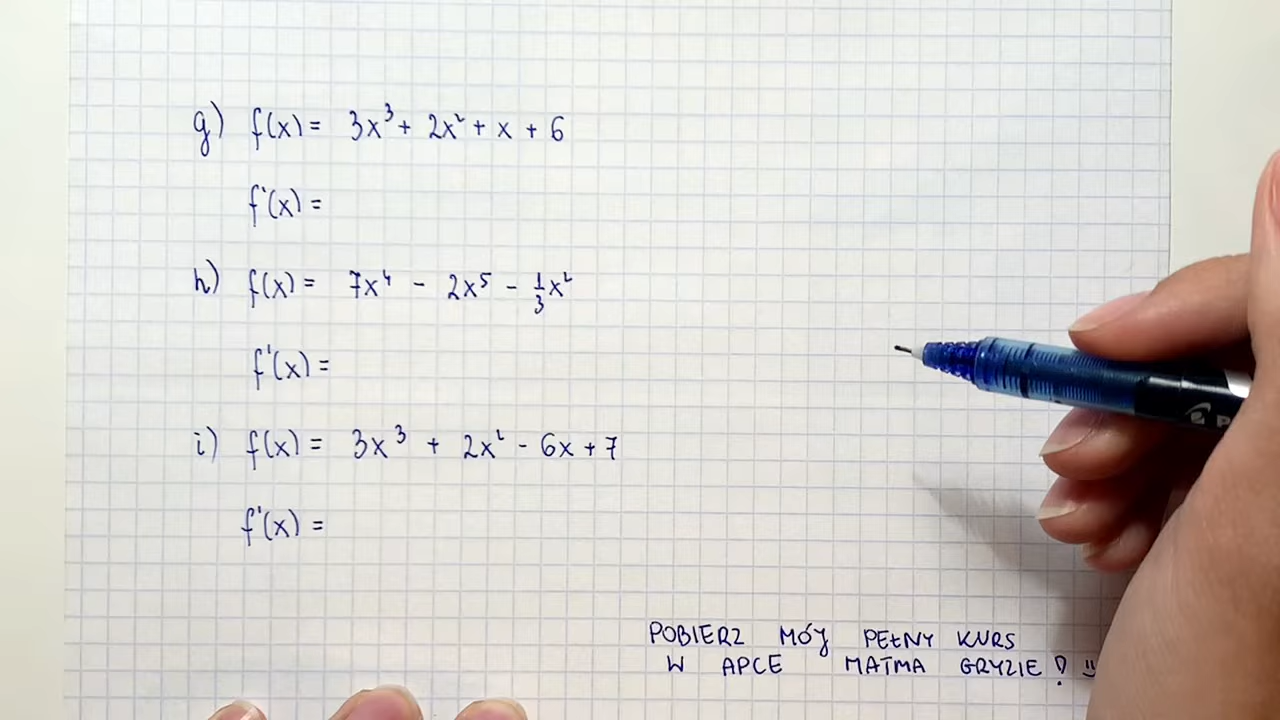 g) f(x) = 3x³ + 2x² + x + 6
f'(x) =
h) f(x) = 7x⁴ - 2x⁵ - 1/3x²
f'(x) =
i) f(x) = 3x³ + 2x² - 6x + 7
f'(x) =
POBIERZ MÓJ PEŁNY KURS
W APCE MATMA GRYZIE! :)